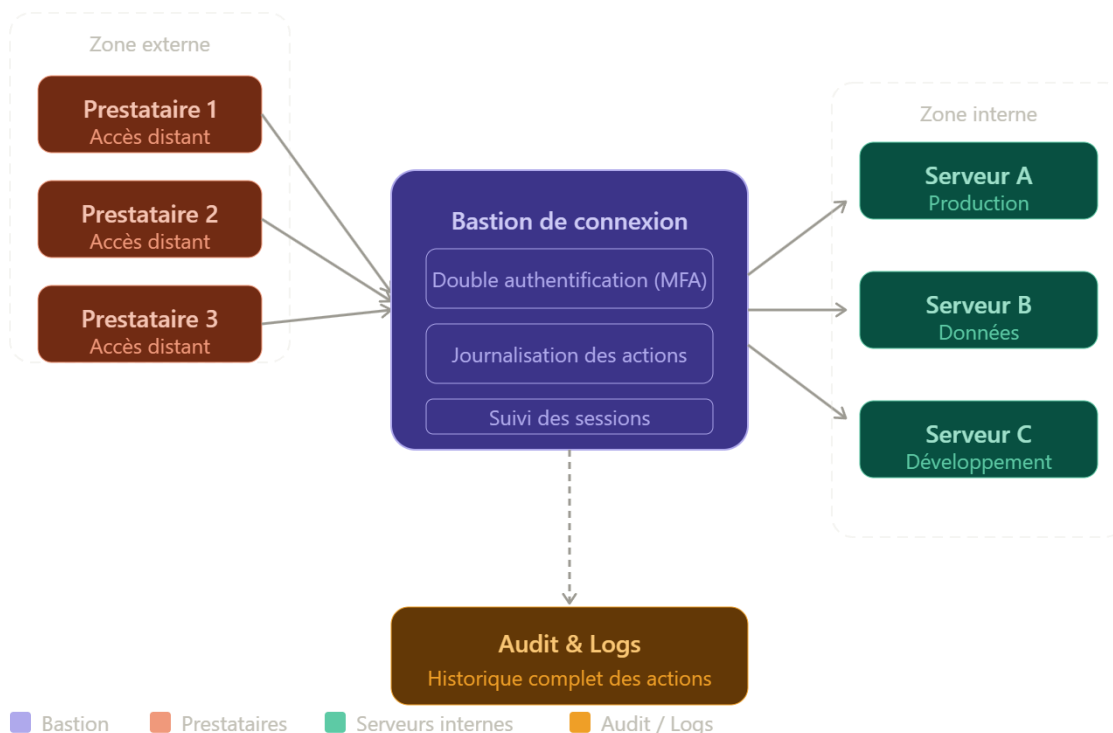 Zone externe
Prestataire 1
Accès distant
Prestataire 2
Accès distant
Prestataire 3
Accès distant
Bastion de connexion
Double authentification (MFA)
Journalisation des actions
Suivi des sessions
Zone interne
Serveur A
Production
Serveur B
Données
Serveur C
Développement
Audit & Logs
Historique complet des actions
Bastion
Prestataires
Serveurs internes
Audit / Logs